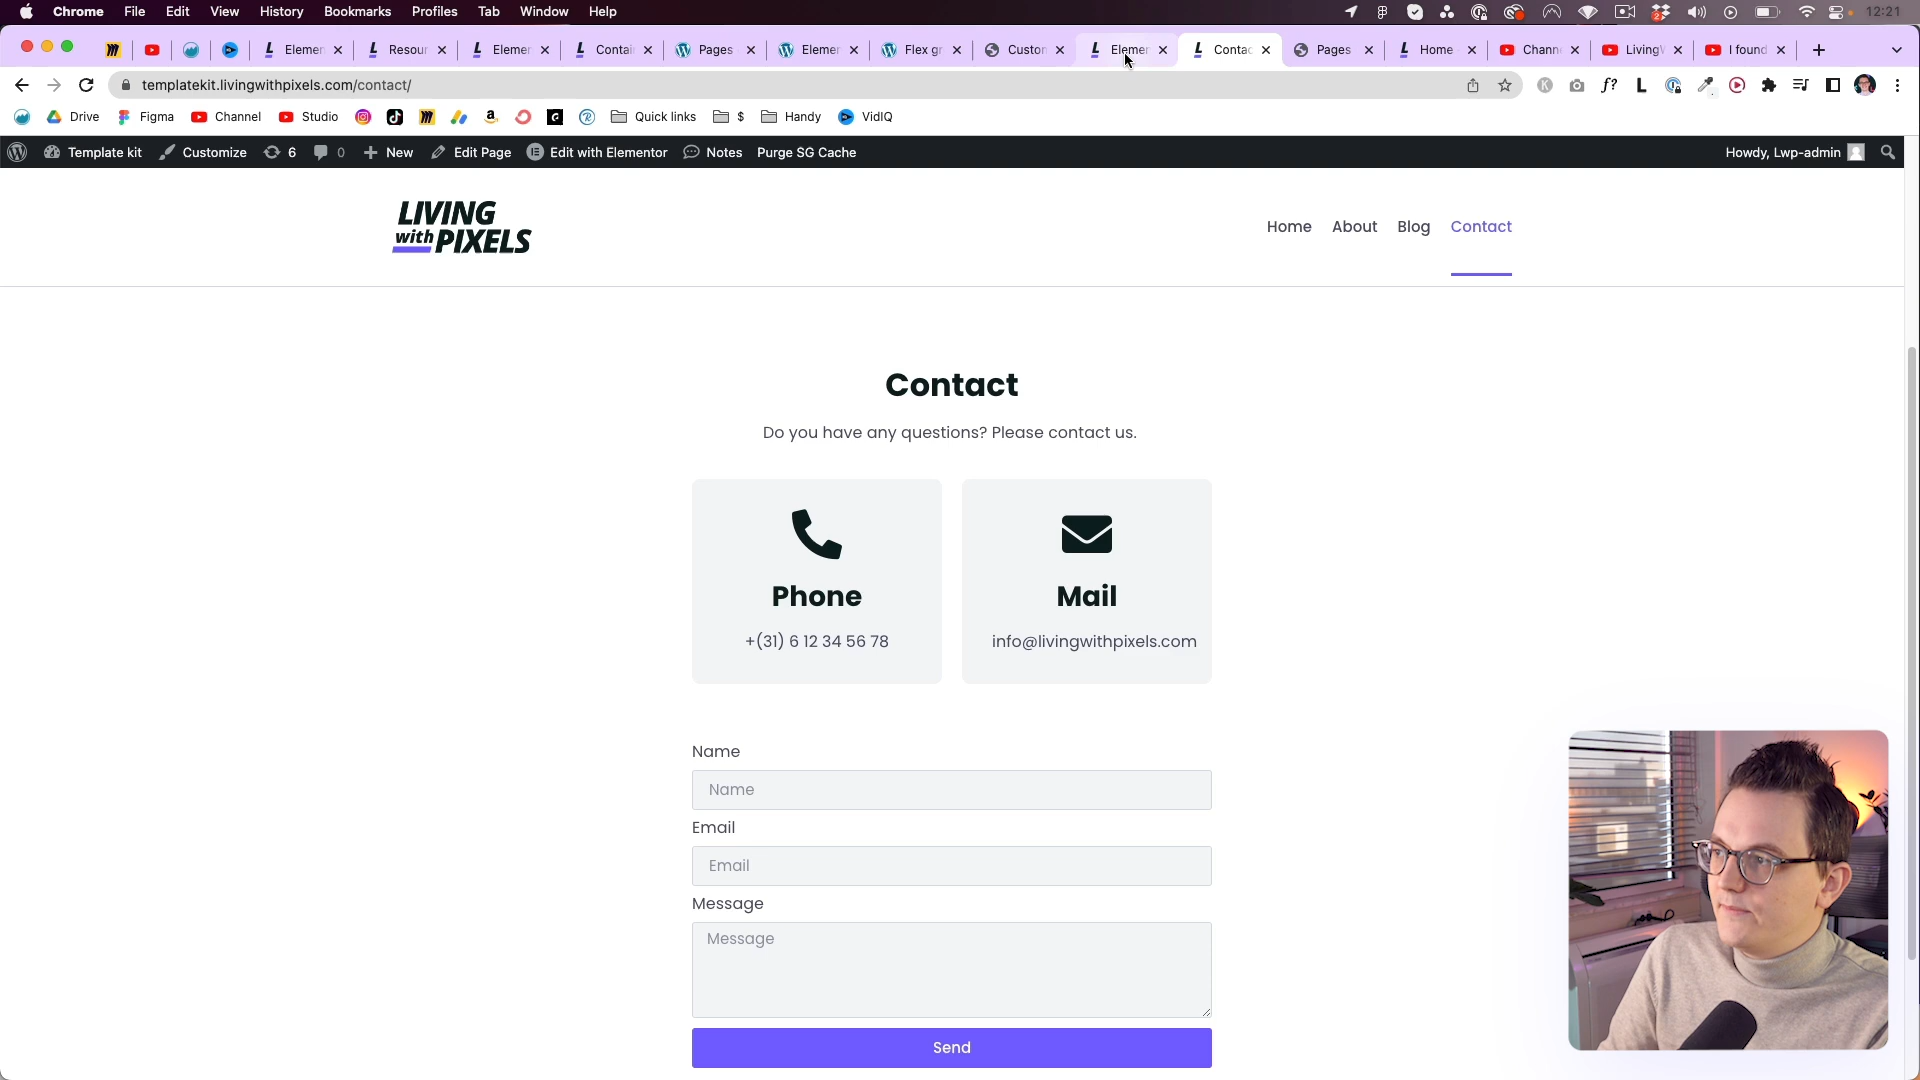 Chrome File Edit View History Bookmarks Profiles Tab Window Help 12:21
Elemen Resour Elemen Contai Pages Elemen Flex gr Custom Elemen Contac Pages Home Chann Living I found
templatekit.livingwithpixels.com/contact/
Drive Figma Channel Studio Quick links $ Handy VidIQ
Template kit Customize 6 0 New Edit Page Edit with Elementor Notes Purge SG Cache Howdy, Lwp-admin
LIVING
with PIXELS
Home About Blog Contact
Contact
Do you have any questions? Please contact us.
Phone
+(31) 6 12 34 56 78
Mail
info@livingwithpixels.com
Name
Name
Email
Email
Message
Message
Send